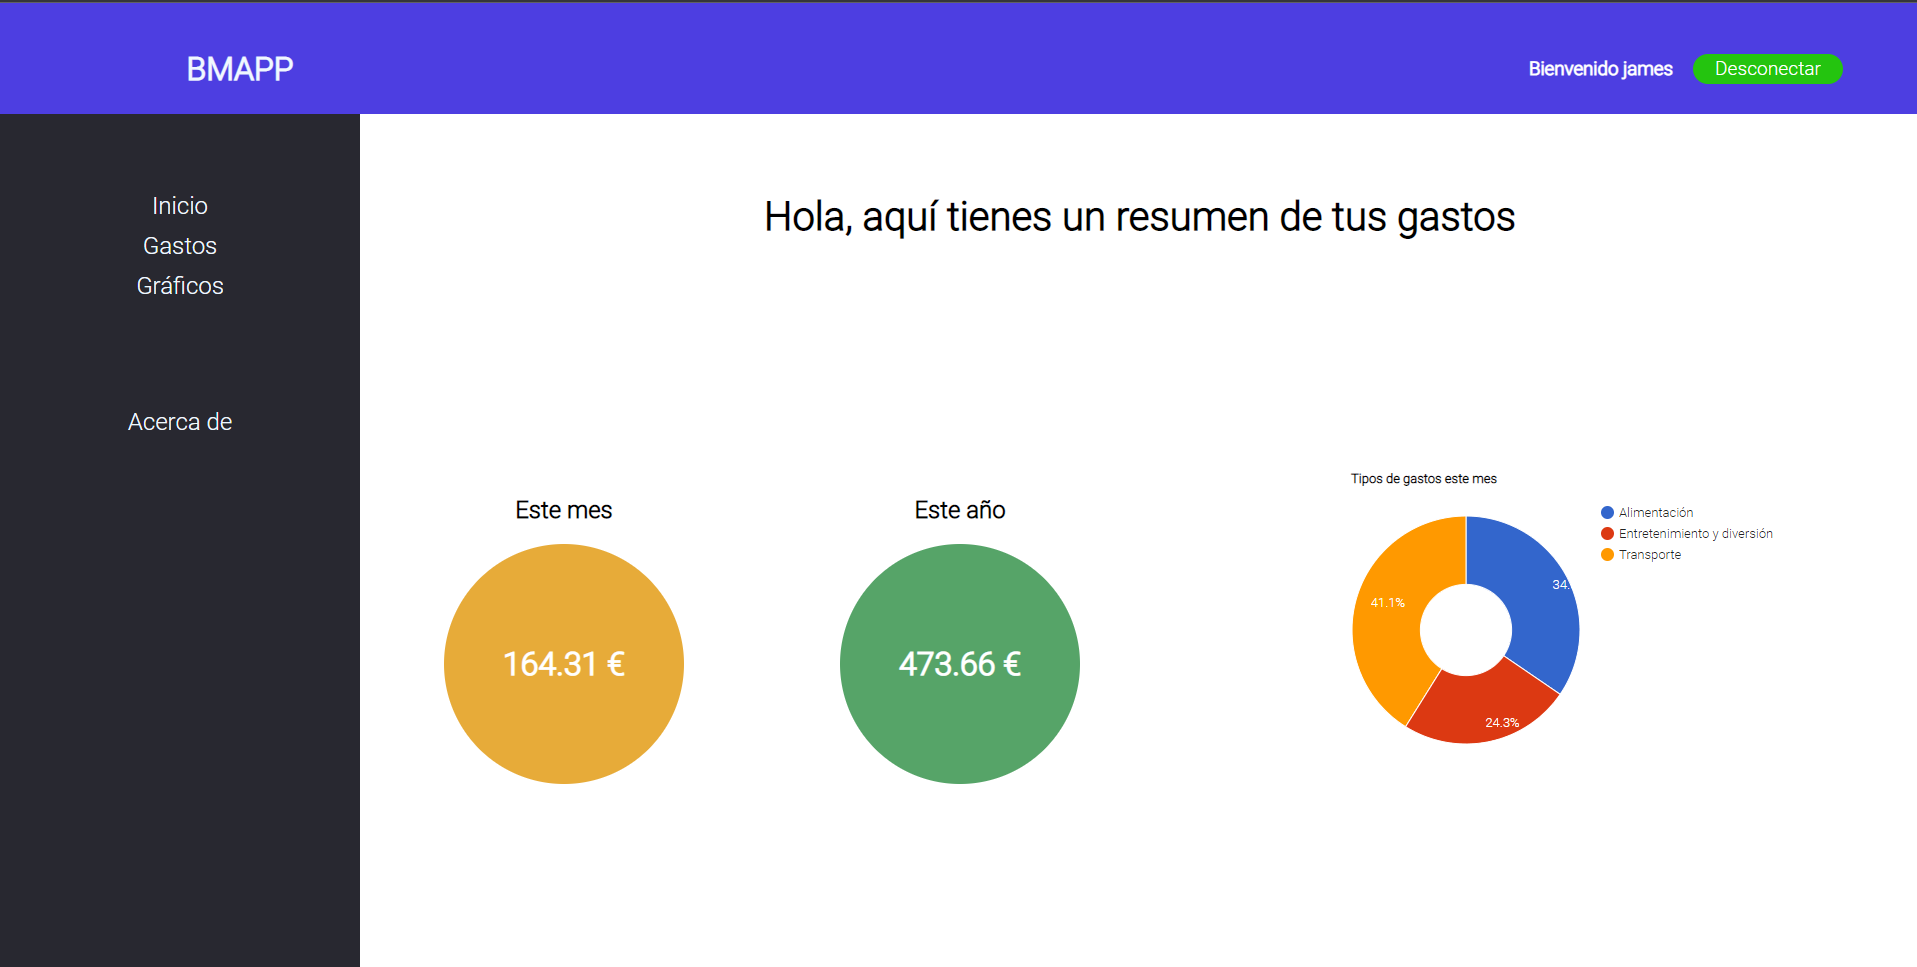 BMAPP
Bienvenido james
Desconectar
Inicio
Gastos
Gráficos
Acerca de
Hola, aquí tienes un resumen de tus gastos
Este mes
164.31 €
Este año
473.66 €
Tipos de gastos este mes
Alimentación
Entretenimiento y diversión
Transporte
34.
41.1%
24.3%